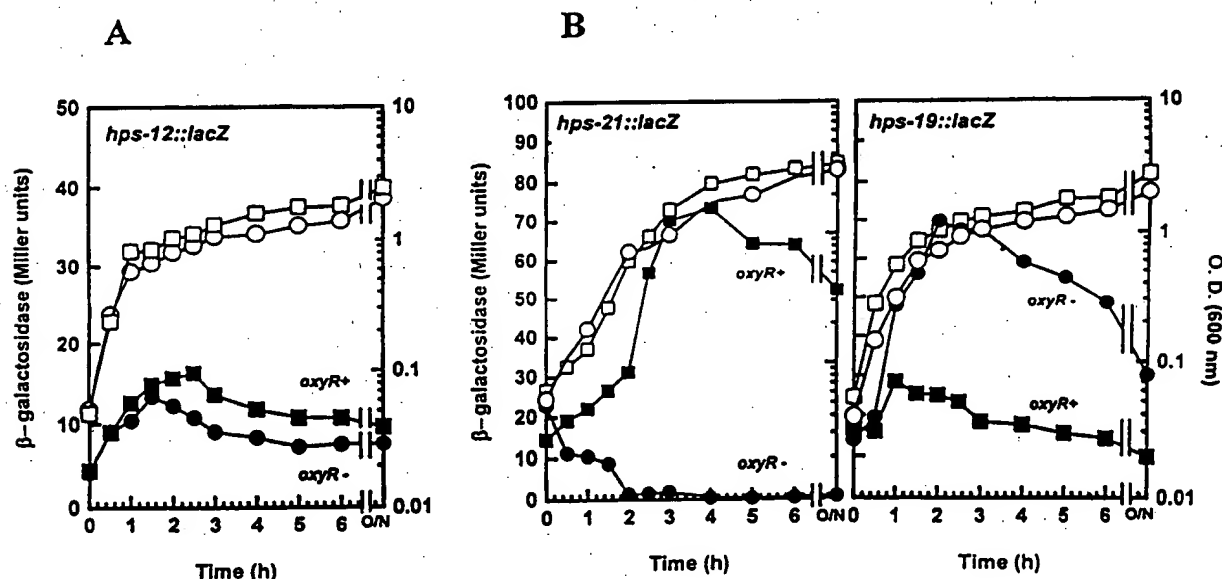 A
B
hps-12::lacZ
hps-21::lacZ
hps-19::lacZ
β-galactosidase (Miller units)
50
40
30
20
10
0
10
1
0.1
0.01
oxyR+
oxyR-
0 1 2 3 4 5 6 O/N
Time (h)
β-galactosidase (Miller units)
100
90
80
70
60
50
40
30
20
10
0
oxyR+
oxyR-
0 1 2 3 4 5 6 O/N
Time (h)
oxyR-
oxyR+
10
1
0.1
0.01
O. D. (600 nm)
0 1 2 3 4 5 6 O/N
Time (h)